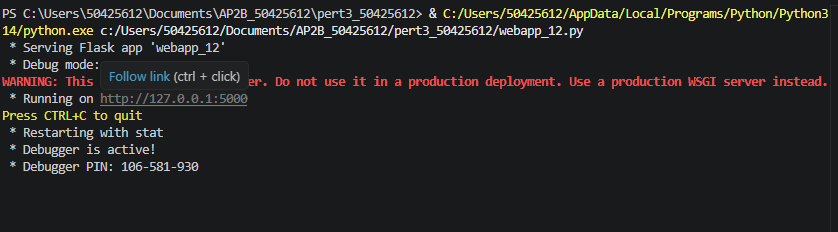 PS C:\Users\50425612\Documents\AP2B_50425612\pert3_50425612> & C:/Users/50425612/AppData/Local/Programs/Python/Python3
14/python.exe c:/Users/50425612/Documents/AP2B_50425612/pert3_50425612/webapp_12.py
* Serving Flask app 'webapp_12'
* Debug mode:
Follow link (ctrl + click)
WARNING: This er. Do not use it in a production deployment. Use a production WSGI server instead.
* Running on http://127.0.0.1:5000
Press CTRL+C to quit
* Restarting with stat
* Debugger is active!
* Debugger PIN: 106-581-930